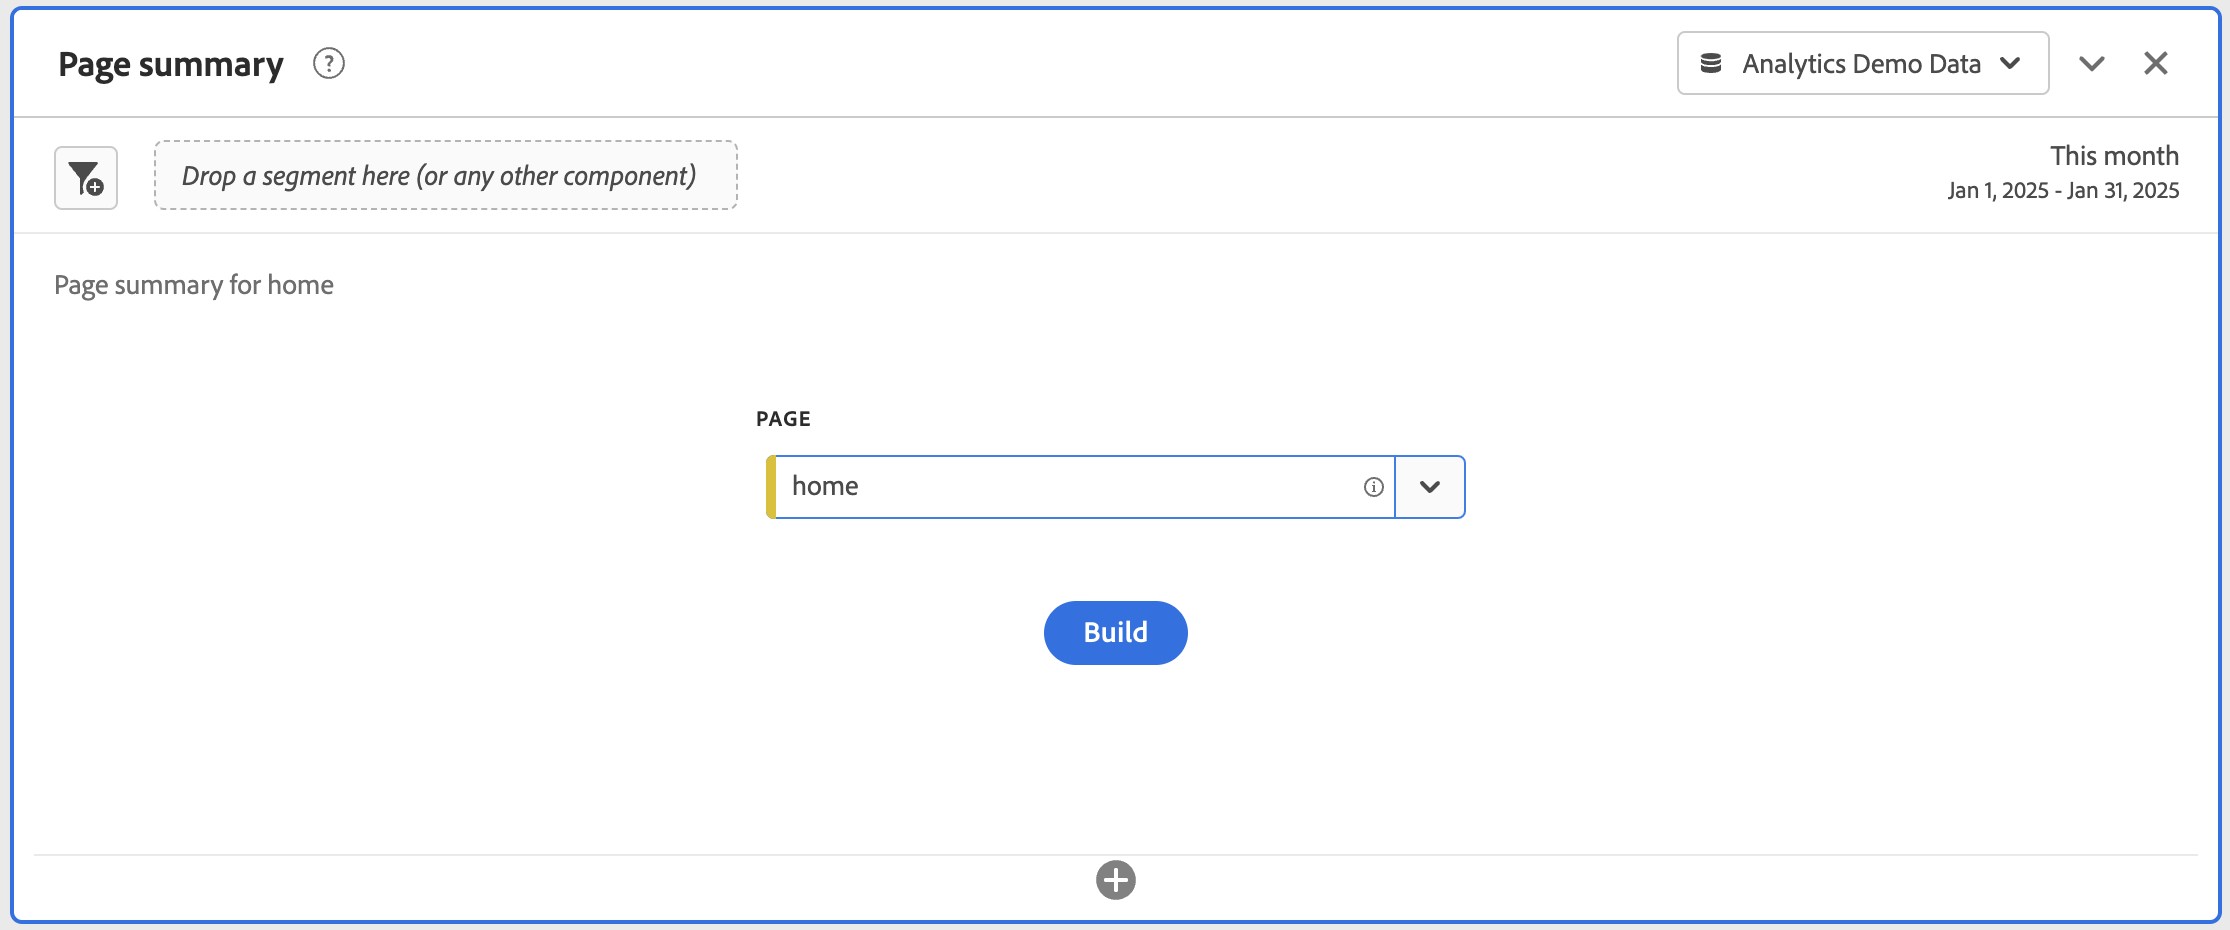 Page summary
Analytics Demo Data
Drop a segment here (or any other component)
This month
Jan 1, 2025 - Jan 31, 2025
Page summary for home
PAGE
home
Build